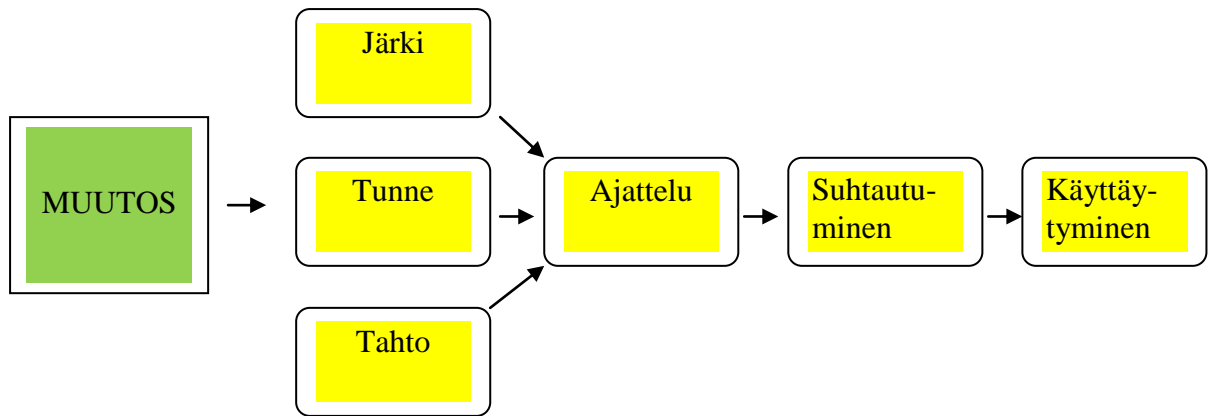 Järki
MUUTOS
Tunne
Ajattelu
Suhtautu-
minen
Käyttäy-
tyminen
Tahto